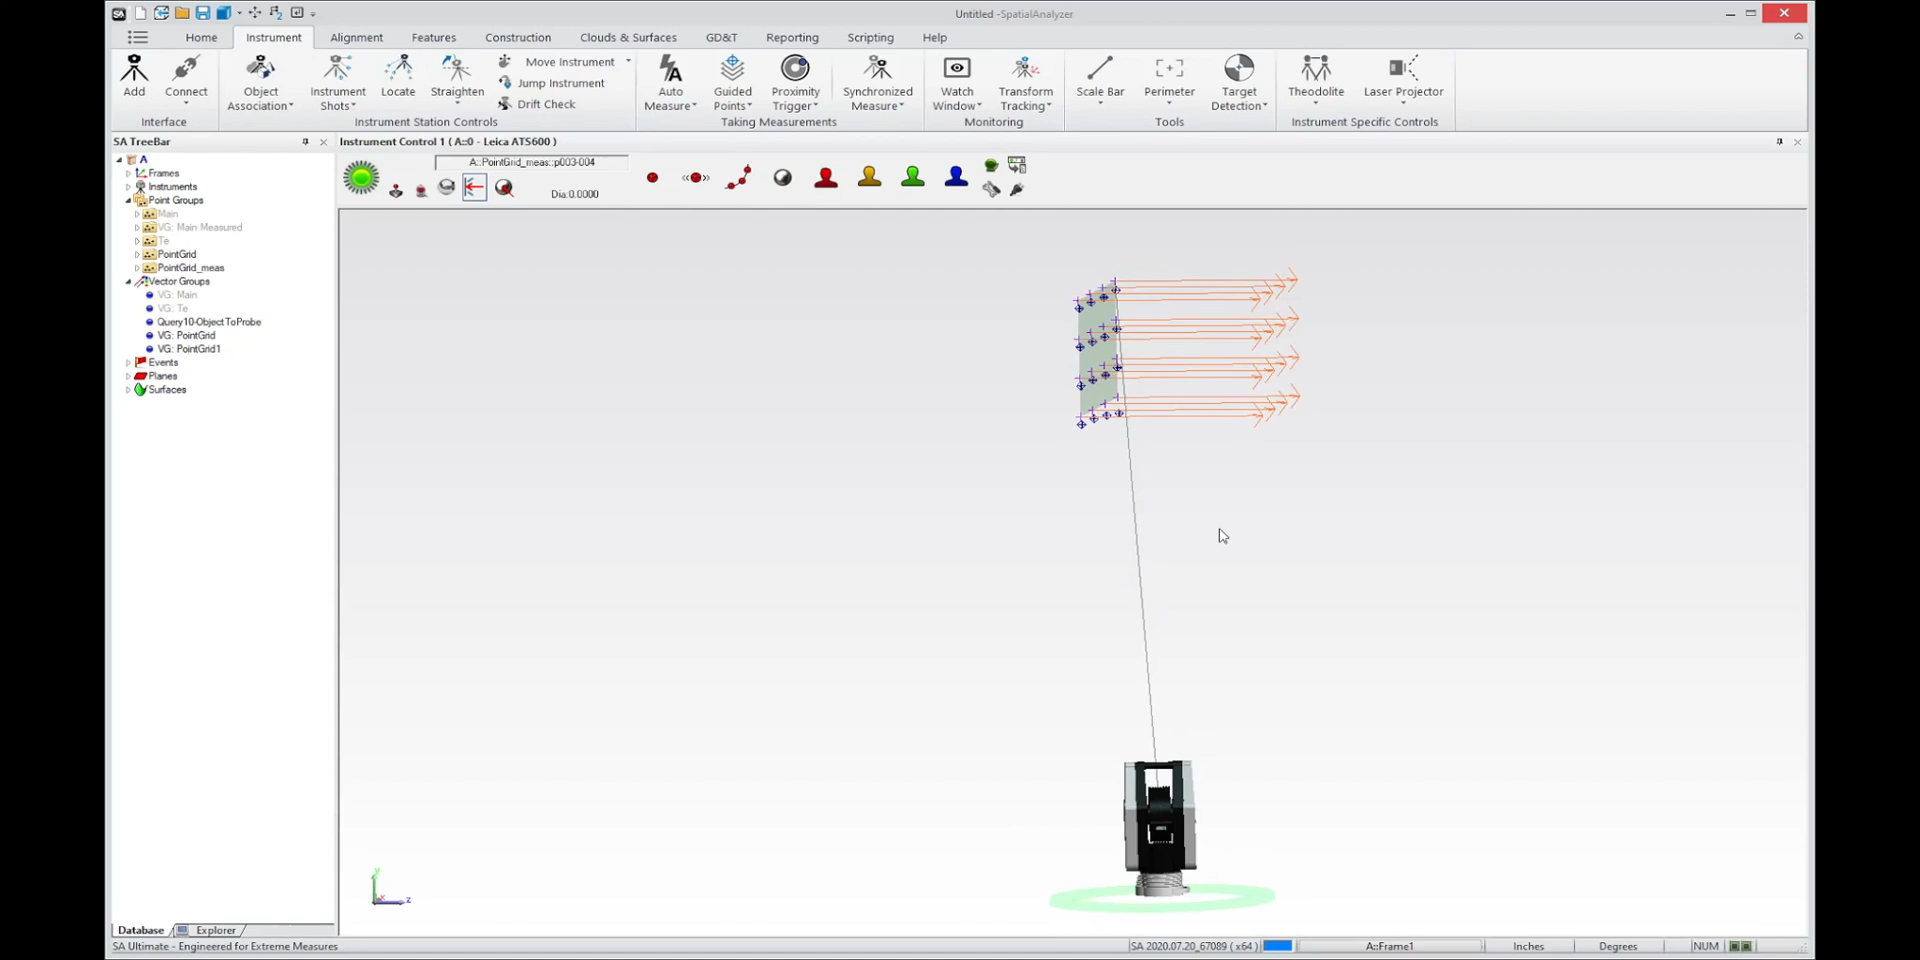 Untitled - SpatialAnalyzer
Home Instrument Alignment Features Construction Clouds & Surfaces GD&T Reporting Scripting Help
Add
Connect
Interface
Object Association
Instrument Shots
Locate
Straighten
Move Instrument
Jump Instrument
Drift Check
Instrument Station Controls
Auto Measure
Guided Points
Proximity Trigger
Synchronized Measure
Taking Measurements
Watch Window
Transform Tracking
Monitoring
Scale Bar
Perimeter
Target Detection
Tools
Theodolite
Laser Projector
Instrument Specific Controls
SA TreeBar
A
Frames
Instruments
Point Groups
Main
VG: Main Measured
Te
PointGrid
PointGrid_meas
Vector Groups
VG: Main
VG: Te
Query10-ObjectToProbe
VG: PointGrid
VG: PointGrid1
Events
Planes
Surfaces
Database Explorer
Instrument Control 1 ( A::0 - Leica ATS600 )
A::PointGrid_meas::p003-004
Dia:0.0000
y
x
z
SA Ultimate - Engineered for Extreme Measures
SA 2020.07.20_67089 ( x64 )
A::Frame1
Inches
Degrees
NUM